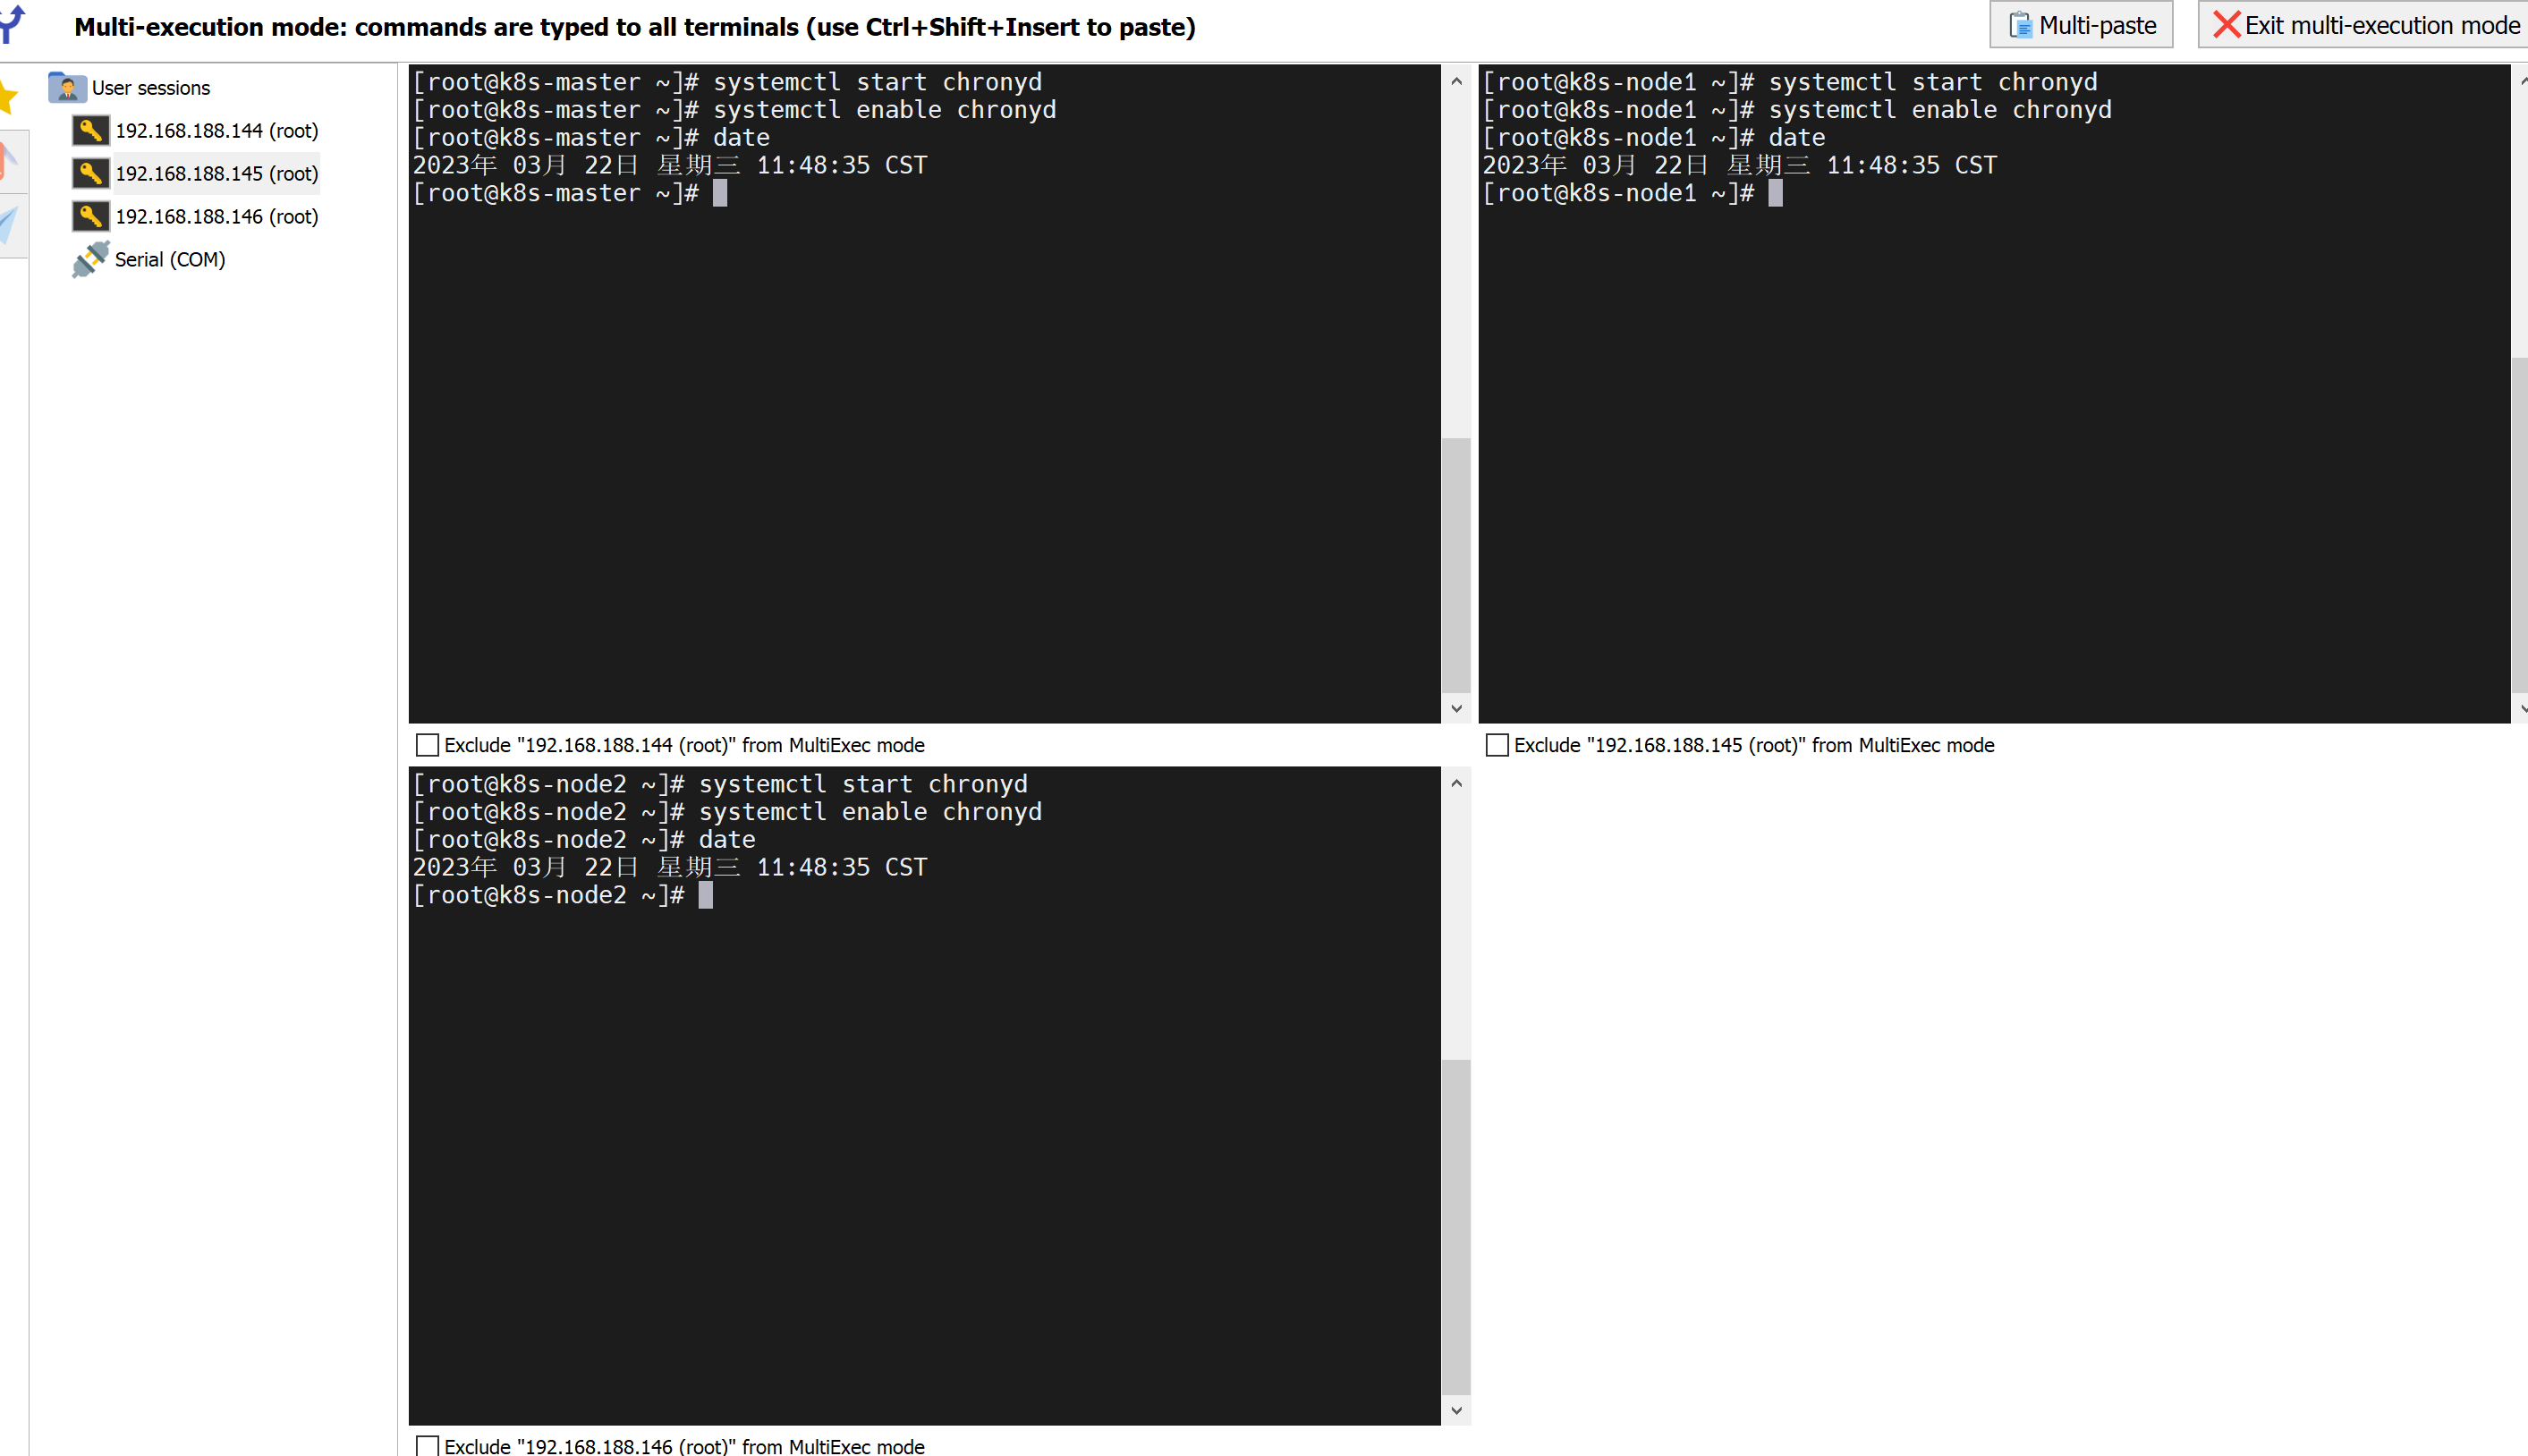 Multi-execution mode: commands are typed to all terminals (use Ctrl+Shift+Insert to paste)
Multi-paste
Exit multi-execution mode
User sessions
192.168.188.144 (root)
192.168.188.145 (root)
192.168.188.146 (root)
Serial (COM)
[root@k8s-master ~]# systemctl start chronyd
[root@k8s-master ~]# systemctl enable chronyd
[root@k8s-master ~]# date
2023年 03月 22日 星期三 11:48:35 CST
[root@k8s-master ~]#
Exclude "192.168.188.144 (root)" from MultiExec mode
[root@k8s-node1 ~]# systemctl start chronyd
[root@k8s-node1 ~]# systemctl enable chronyd
[root@k8s-node1 ~]# date
2023年 03月 22日 星期三 11:48:35 CST
[root@k8s-node1 ~]#
Exclude "192.168.188.145 (root)" from MultiExec mode
[root@k8s-node2 ~]# systemctl start chronyd
[root@k8s-node2 ~]# systemctl enable chronyd
[root@k8s-node2 ~]# date
2023年 03月 22日 星期三 11:48:35 CST
[root@k8s-node2 ~]#
Exclude "192.168.188.146 (root)" from MultiExec mode